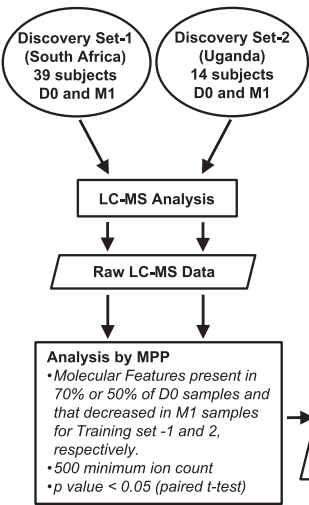 Discovery Set-1
(South Africa)
39 subjects
D0 and M1
Discovery Set-2
(Uganda)
14 subjects
D0 and M1
LC-MS Analysis
Raw LC-MS Data
Analysis by MPP
•Molecular Features present in
70% or 50% of D0 samples and
that decreased in M1 samples
for Training set -1 and 2,
respectively.
•500 minimum ion count
•p value < 0.05 (paired t-test)